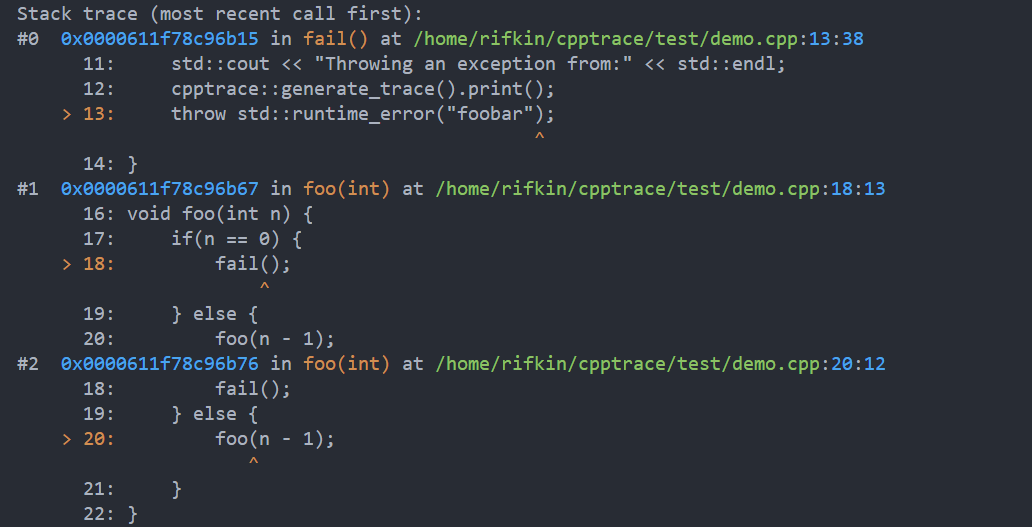 Stack trace (most recent call first):
#0  0x0000611f78c96b15 in fail() at /home/rifkin/cpptrace/test/demo.cpp:13:38
      11:     std::cout << "Throwing an exception from:" << std::endl;
      12:     cpptrace::generate_trace().print();
    > 13:     throw std::runtime_error("foobar");
                                               ^
      14: }
#1  0x0000611f78c96b67 in foo(int) at /home/rifkin/cpptrace/test/demo.cpp:18:13
      16: void foo(int n) {
      17:     if(n == 0) {
    > 18:         fail();
                      ^
      19:     } else {
      20:         foo(n - 1);
#2  0x0000611f78c96b76 in foo(int) at /home/rifkin/cpptrace/test/demo.cpp:20:12
      18:         fail();
      19:     } else {
    > 20:         foo(n - 1);
                     ^
      21:     }
      22: }